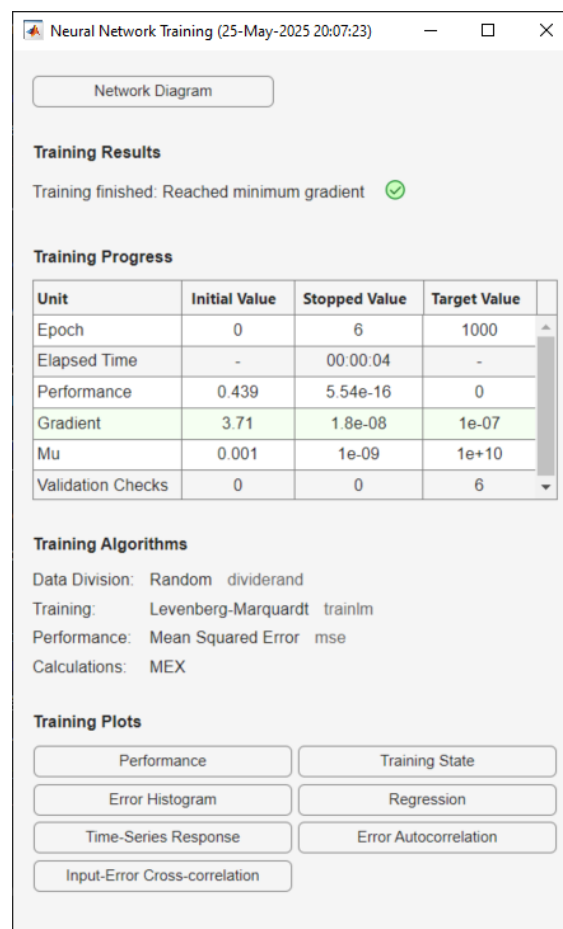 Neural Network Training (25-May-2025 20:07:23)
Network Diagram
Training Results
Training finished: Reached minimum gradient
Training Progress
Unit Initial Value Stopped Value Target Value
Epoch 0 6 1000
Elapsed Time - 00:00:04 -
Performance 0.439 5.54e-16 0
Gradient 3.71 1.8e-08 1e-07
Mu 0.001 1e-09 1e+10
Validation Checks 0 0 6
Training Algorithms
Data Division: Random dividerand
Training: Levenberg-Marquardt trainlm
Performance: Mean Squared Error mse
Calculations: MEX
Training Plots
Performance Training State
Error Histogram Regression
Time-Series Response Error Autocorrelation
Input-Error Cross-correlation